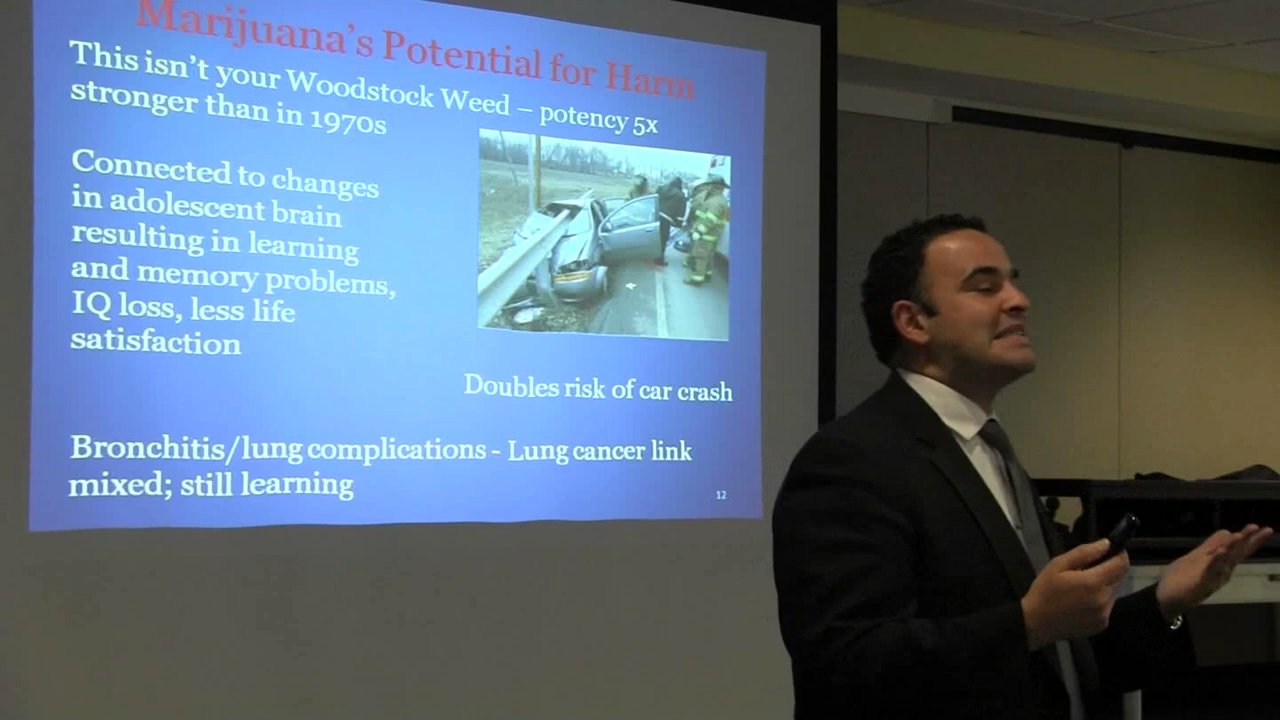 Marijuana's Potential for Harm
This isn't your Woodstock Weed – potency 5x
stronger than in 1970s
Connected to changes
in adolescent brain
resulting in learning
and memory problems,
IQ loss, less life
satisfaction
Doubles risk of car crash
Bronchitis/lung complications - Lung cancer link
mixed; still learning
12